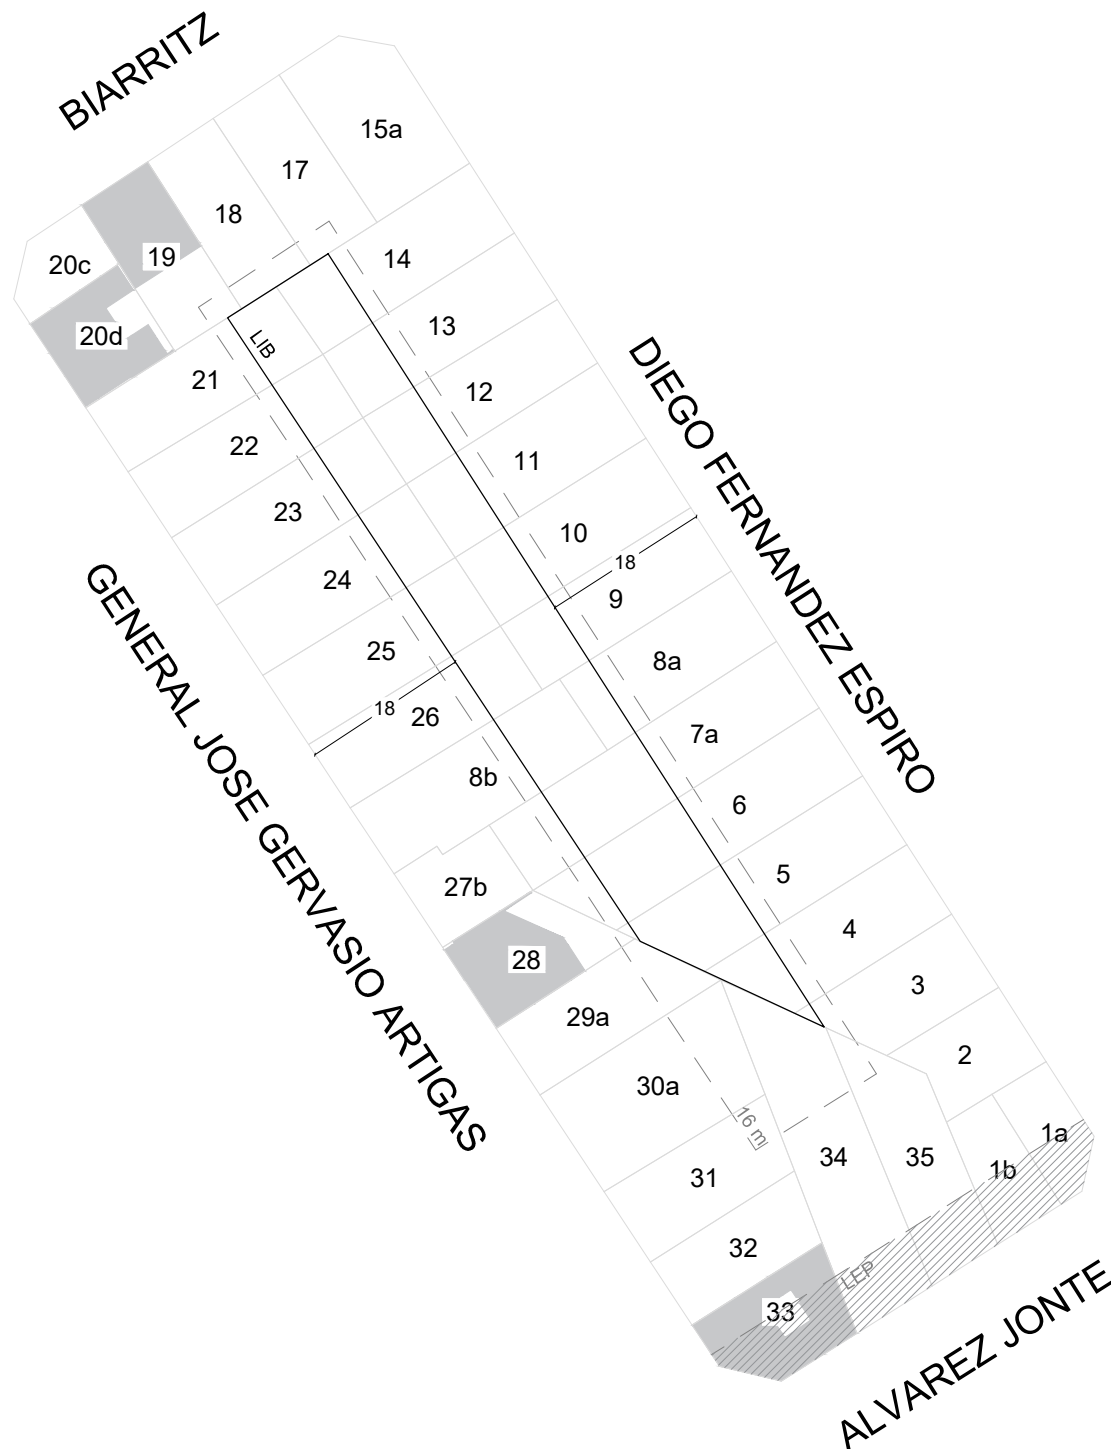 BIARRITZ
15a
17
18
19
20c
14
20d
13
LIB
21
12
DIEGO FERNANDEZ ESPIRO
22
11
23
10
18
24
9
GENERAL JOSE GERVASIO ARTIGAS
25
8a
18
26
7a
8b
6
5
27b
4
28
3
29a
2
30a
16 m
1a
34
35
1b
31
32
LEP
33
ALVAREZ JONTE